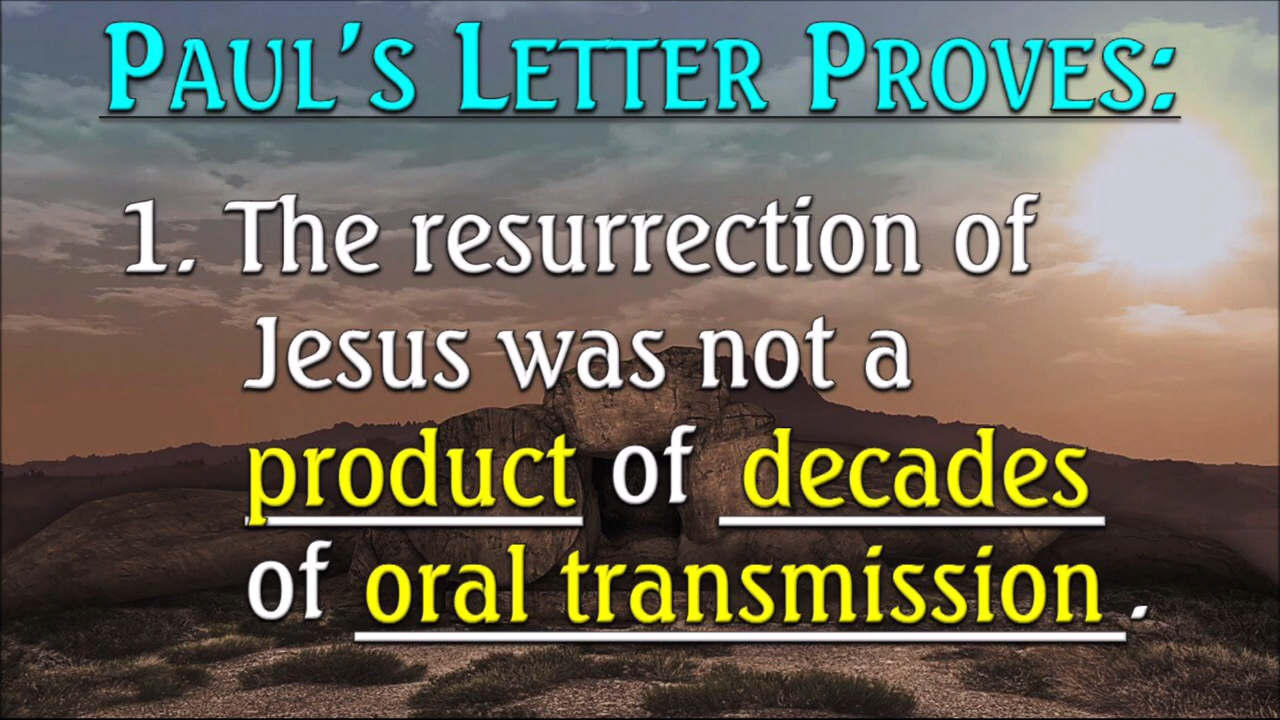 PAUL'S LETTER PROVES:
1. The resurrection of
Jesus was not a
product of decades
of oral transmission.